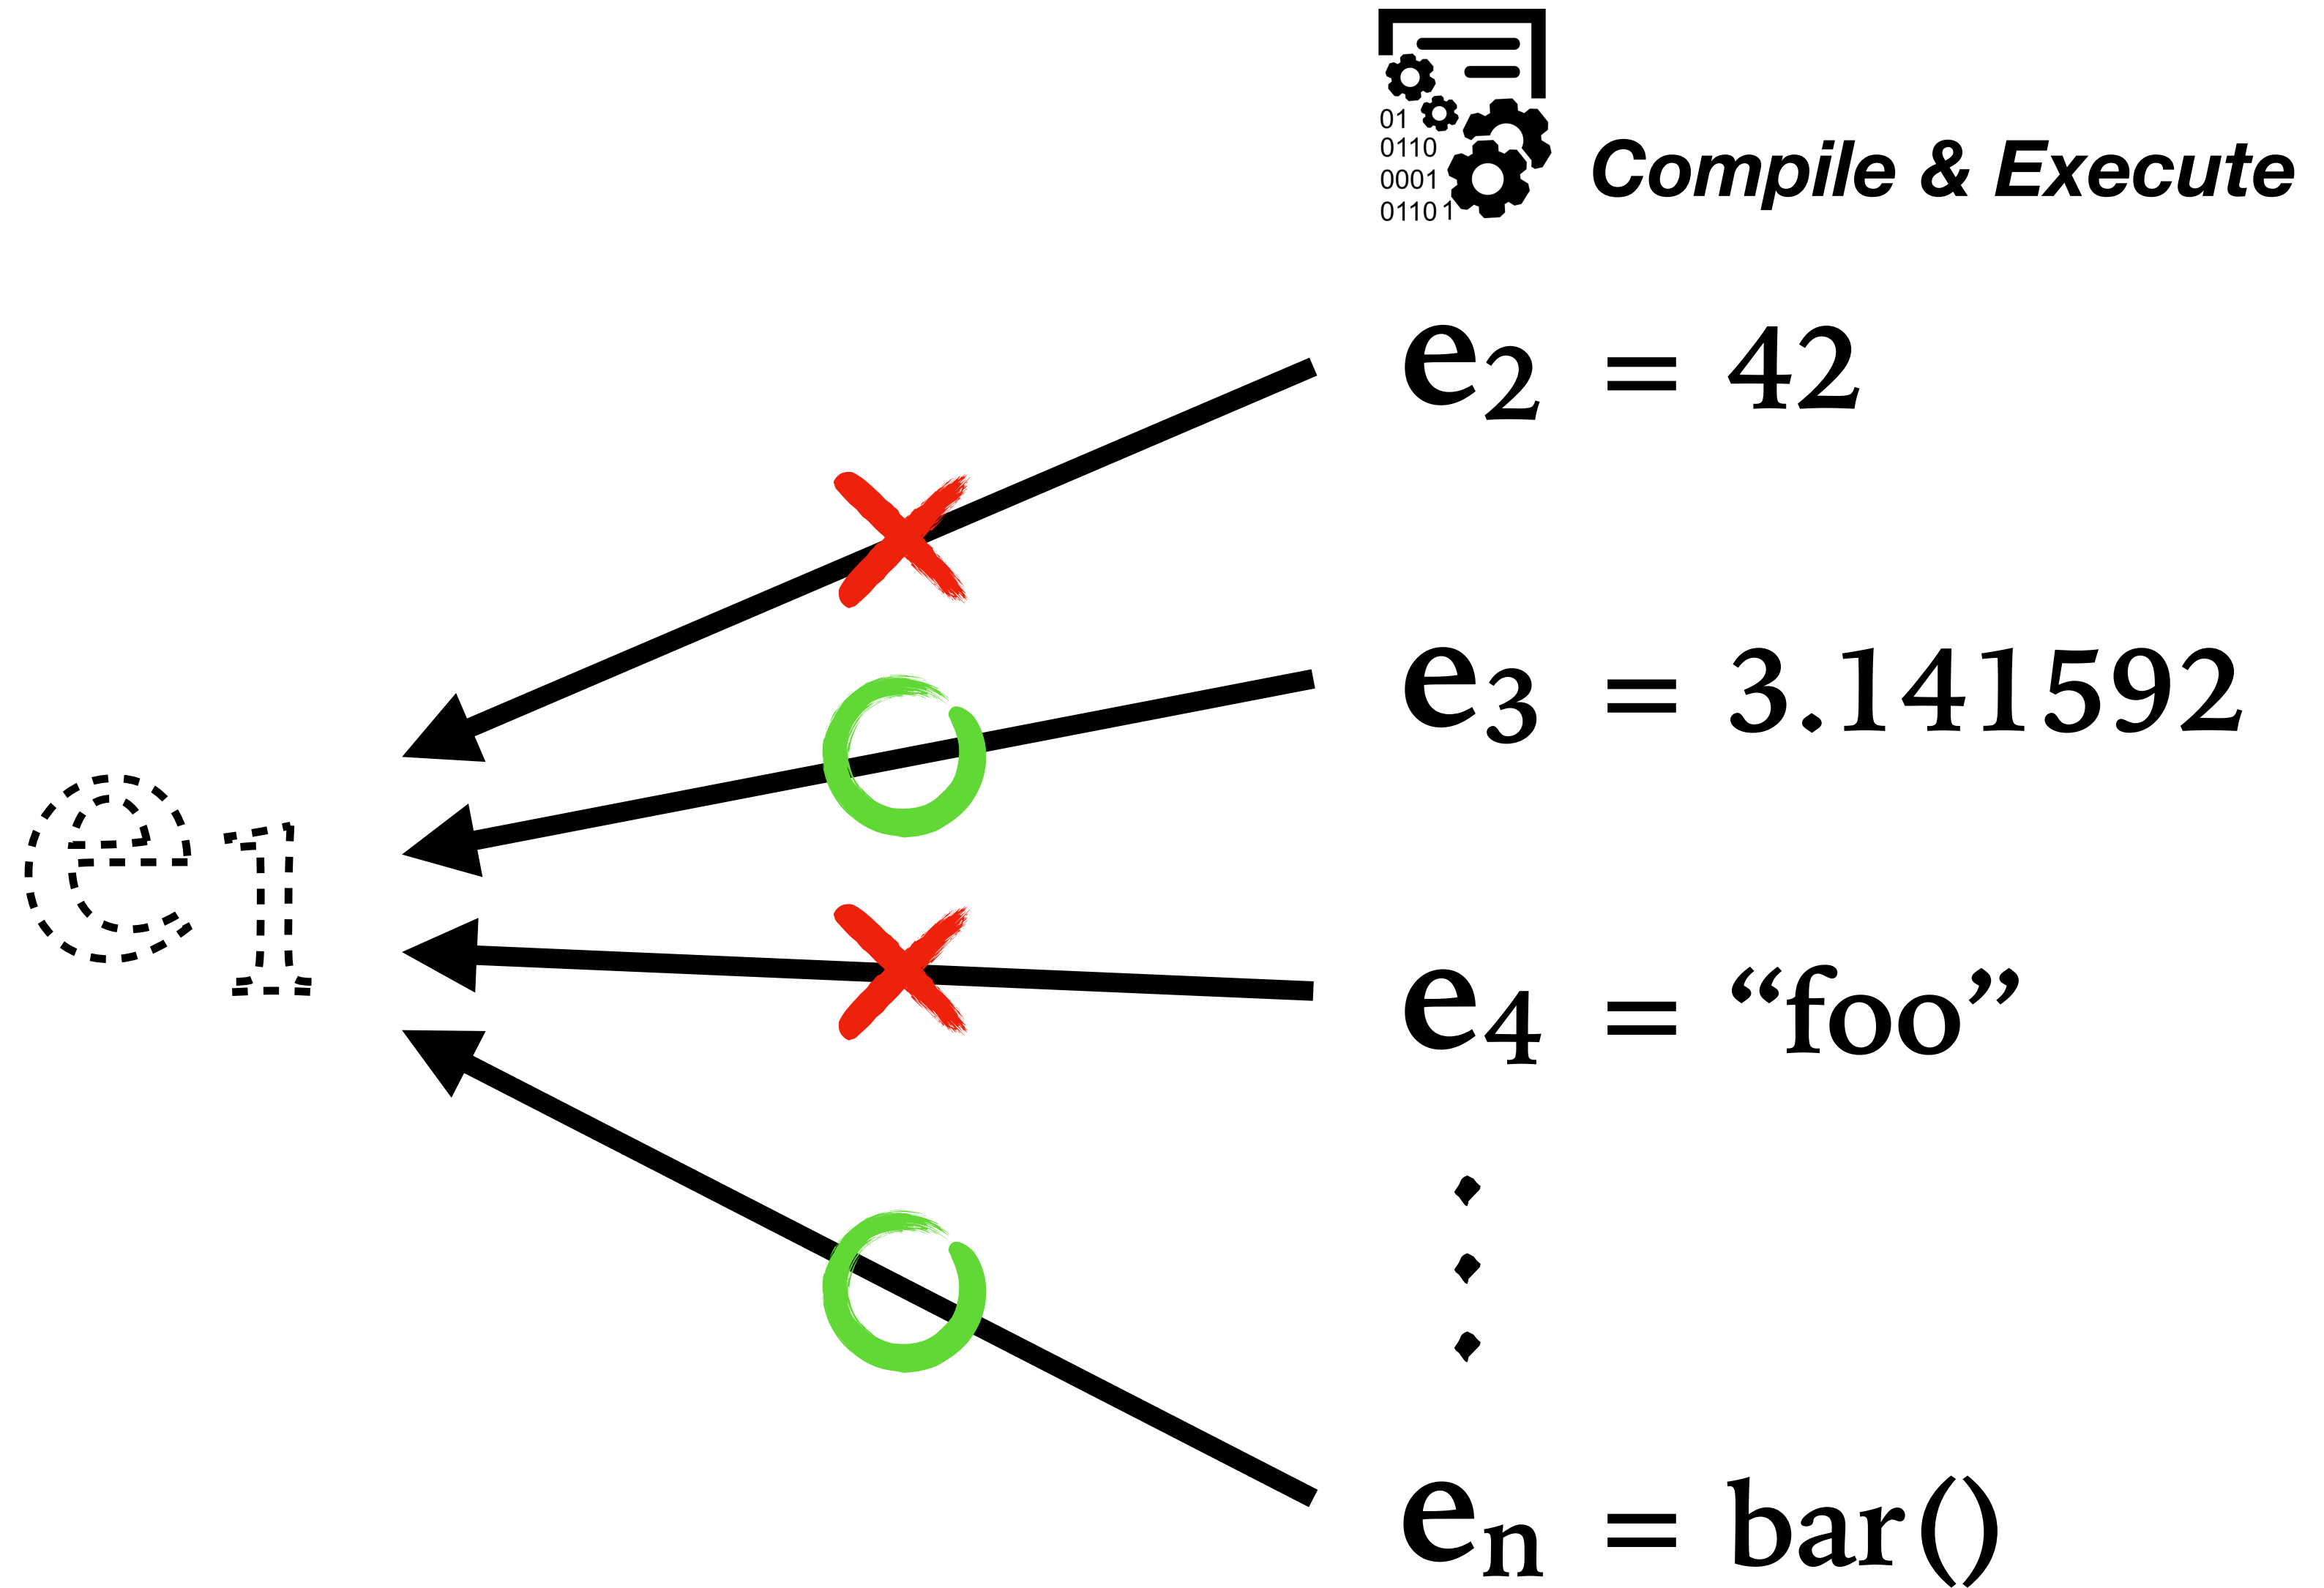 01
0110
0001
01101
Compile & Execute
e2 = 42
e3 = 3.141592
e1
e4 = “foo”
en = bar()